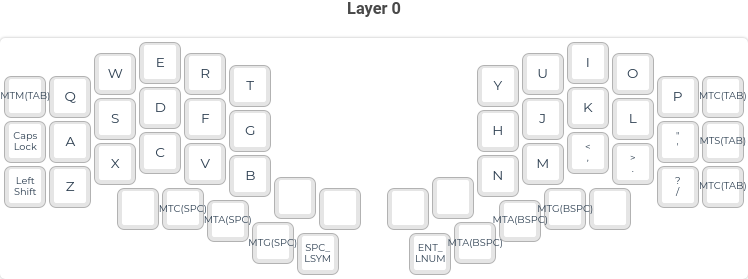 Layer 0
MTM(TAB) Q W E R T Y U I O P MTC(TAB)
Caps
Lock
A S D F G H J K L
"
'
MTS(TAB)
Left
Shift
Z X C V B N M
<
,
>
.
?
/
MTC(TAB)
MTC(SPC) MTA(SPC) MTG(SPC)
SPC_
LSYM
ENT_
LNUM
MTA(BSPC) MTA(BSPC) MTG(BSPC)